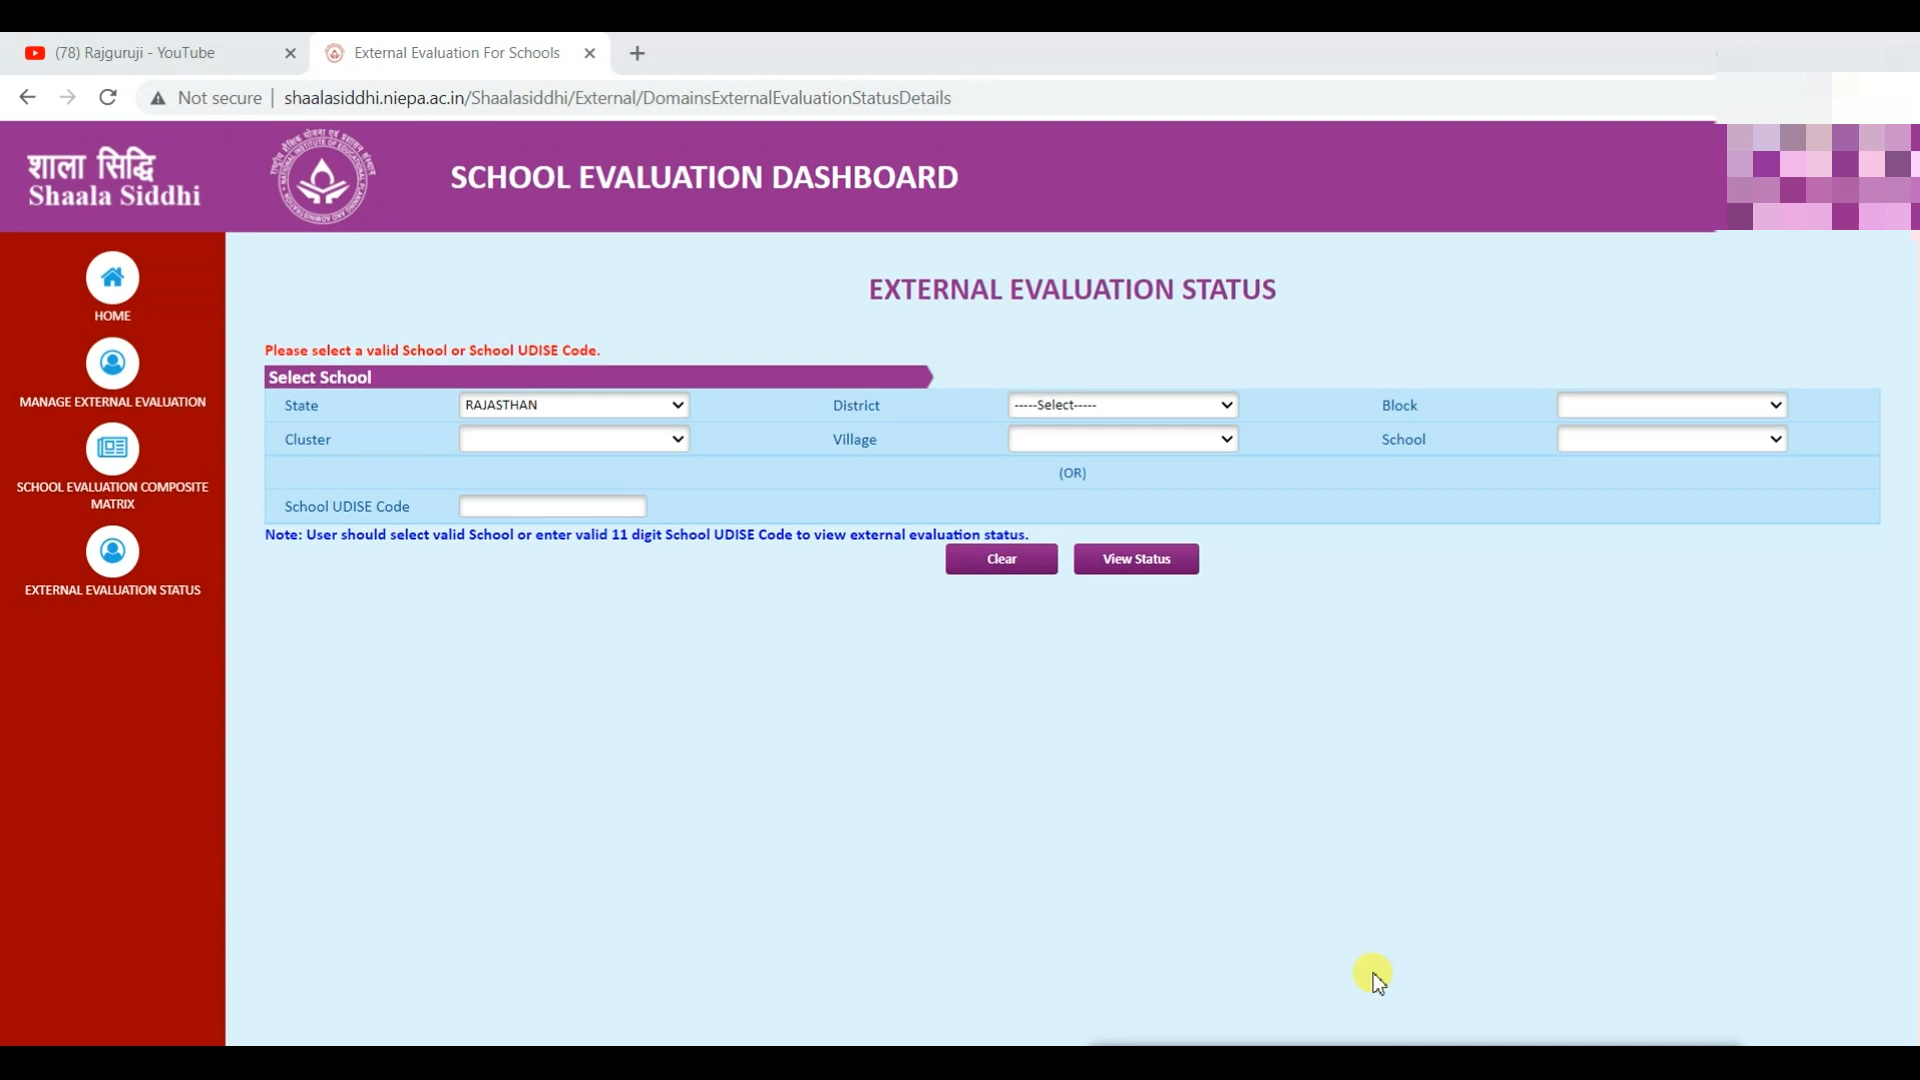 (78) Rajguruji - YouTube
External Evaluation For Schools
Not secure
shaalasiddhi.niepa.ac.in/Shaalasiddhi/External/DomainsExternalEvaluationStatusDetails
शाला सिद्धि
Shaala Siddhi
SCHOOL EVALUATION DASHBOARD
HOME
MANAGE EXTERNAL EVALUATION
SCHOOL EVALUATION COMPOSITE
MATRIX
EXTERNAL EVALUATION STATUS
EXTERNAL EVALUATION STATUS
Please select a valid School or School UDISE Code.
Select School
State RAJASTHAN District -----Select----- Block
Cluster Village School
(OR)
School UDISE Code
Note: User should select valid School or enter valid 11 digit School UDISE Code to view external evaluation status.
Clear View Status